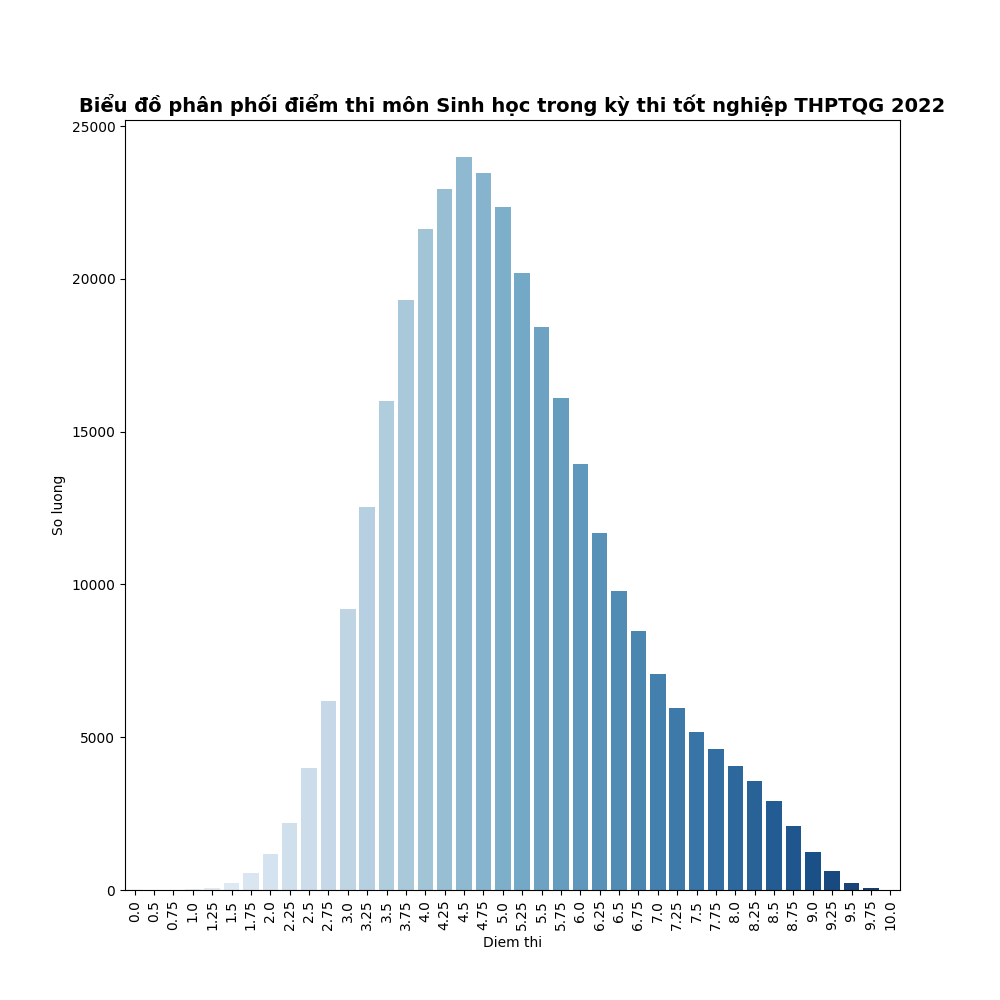 Biểu đồ phân phối điểm thi môn Sinh học trong kỳ thi tốt nghiệp THPTQG 2022
25000
20000
15000
10000
5000
0
So luong
0.0 0.5 0.75 1.0 1.25 1.5 1.75 2.0 2.25 2.5 2.75 3.0 3.25 3.5 3.75 4.0 4.25 4.5 4.75 5.0 5.25 5.5 5.75 6.0 6.25 6.5 6.75 7.0 7.25 7.5 7.75 8.0 8.25 8.5 8.75 9.0 9.25 9.5 9.75 10.0
Diem thi